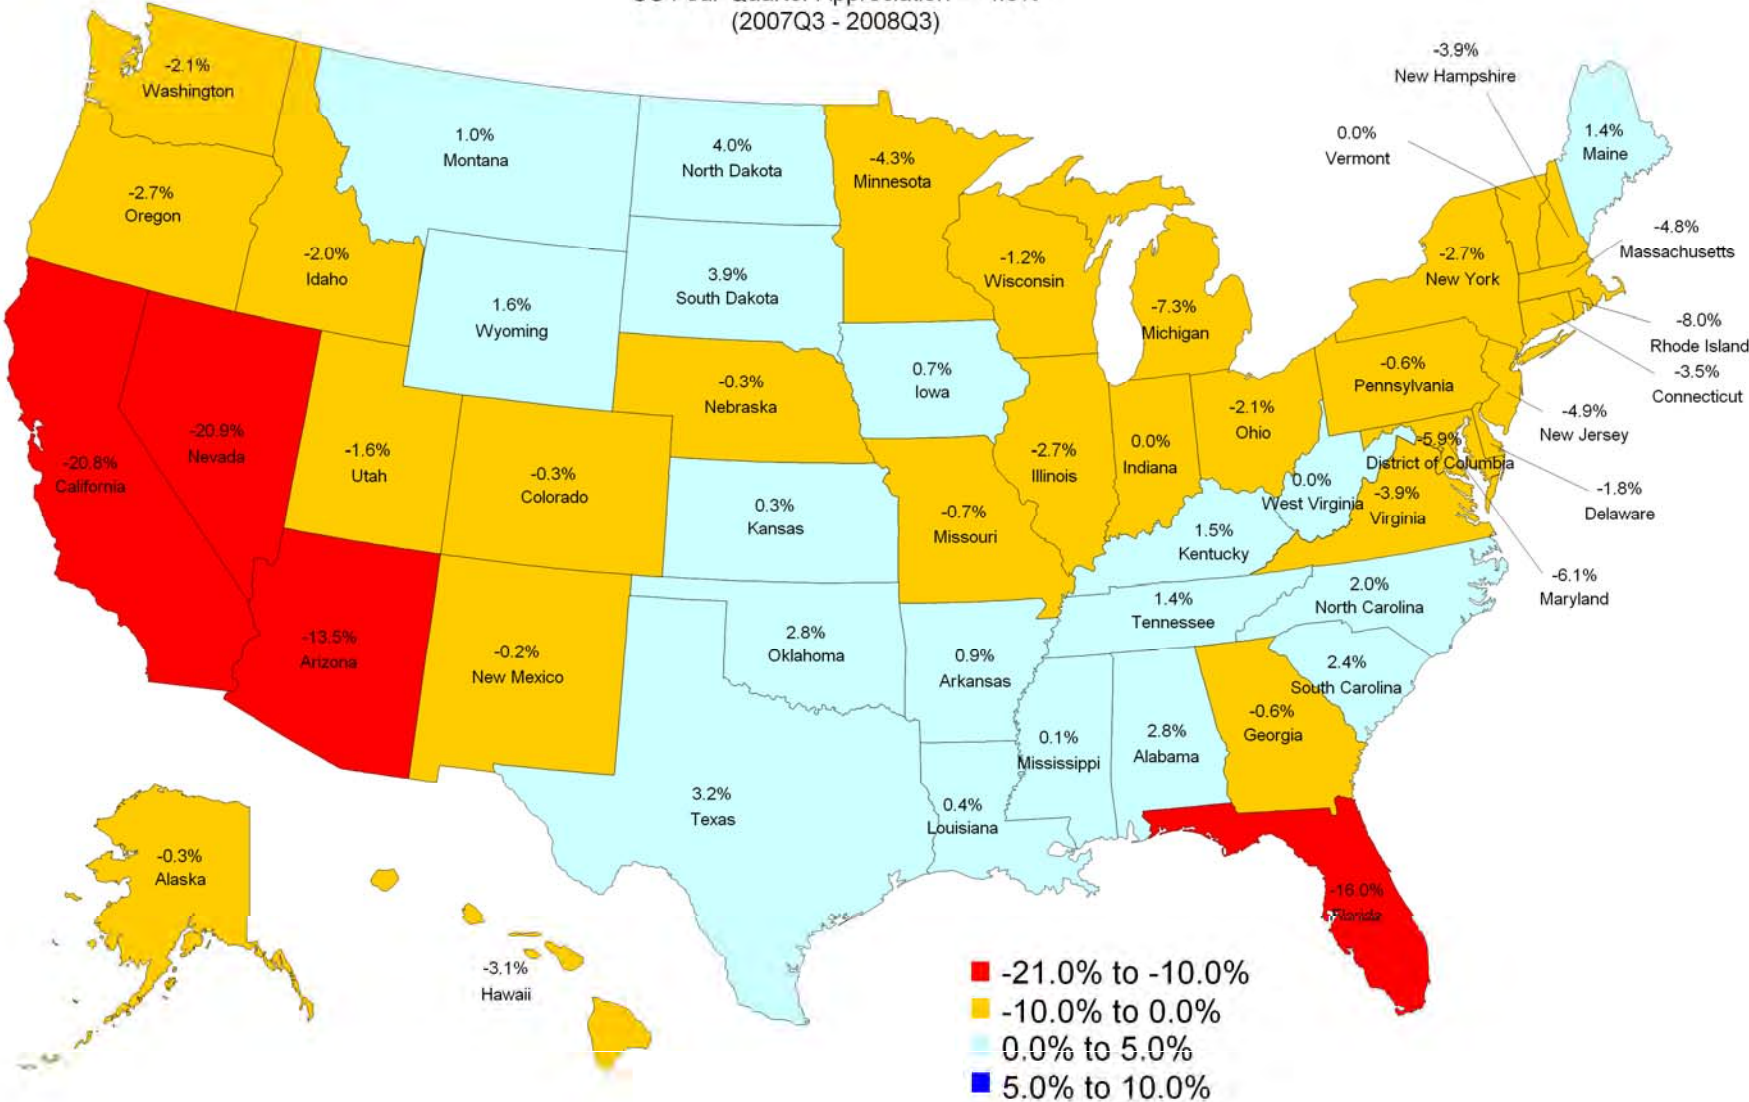 (2007Q3 - 2008Q3)
-2.1%
Washington
-2.7%
Oregon
-2.0%
Idaho
1.0%
Montana
4.0%
North Dakota
-4.3%
Minnesota
3.9%
South Dakota
1.6%
Wyoming
-1.2%
Wisconsin
-7.3%
Michigan
-3.9%
New Hampshire
0.0%
Vermont
1.4%
Maine
-4.8%
Massachusetts
-2.7%
New York
-8.0%
Rhode Island
-3.5%
Connecticut
-4.9%
New Jersey
-0.6%
Pennsylvania
-5.9%
District of Columbia
-1.8%
Delaware
-6.1%
Maryland
-20.8%
California
-20.9%
Nevada
-1.6%
Utah
-0.3%
Colorado
-0.3%
Nebraska
0.7%
Iowa
-2.7%
Illinois
0.0%
Indiana
-2.1%
Ohio
0.0%
West Virginia
-3.9%
Virginia
0.3%
Kansas
-0.7%
Missouri
1.5%
Kentucky
1.4%
Tennessee
2.0%
North Carolina
2.4%
South Carolina
-13.5%
Arizona
-0.2%
New Mexico
2.8%
Oklahoma
0.9%
Arkansas
3.2%
Texas
0.4%
Louisiana
0.1%
Mississippi
2.8%
Alabama
-0.6%
Georgia
-16.0%
Florida
-0.3%
Alaska
-3.1%
Hawaii
-21.0% to -10.0%
-10.0% to 0.0%
0.0% to 5.0%
5.0% to 10.0%